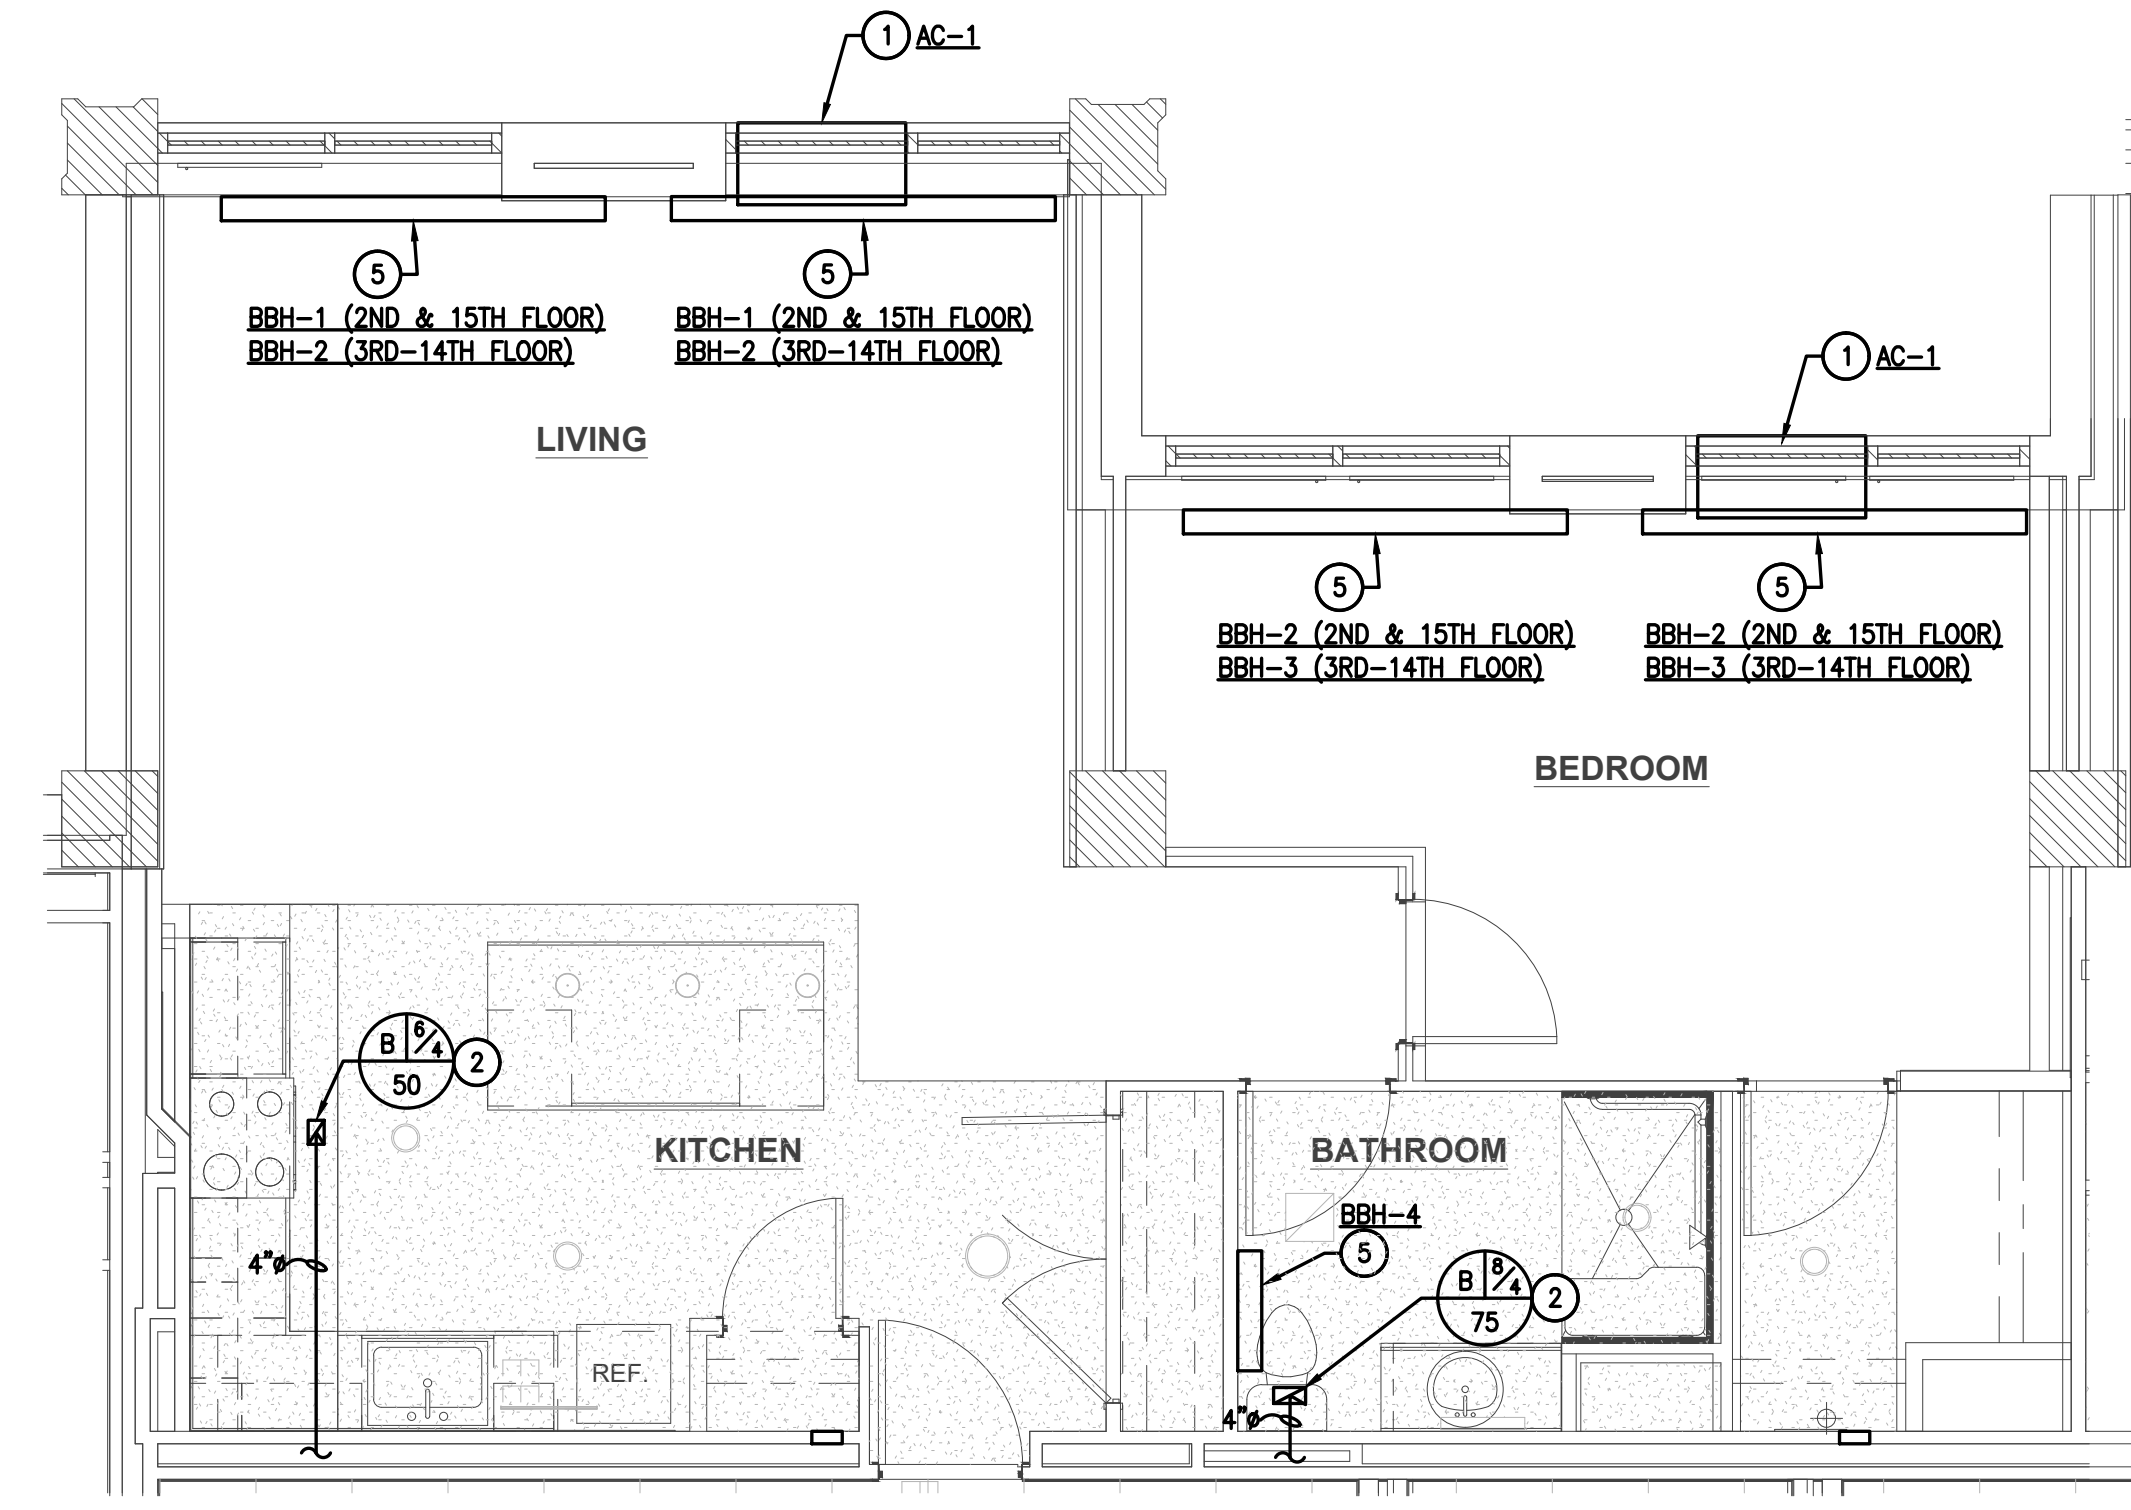 1 AC-1
5
BBH-1 (2ND & 15TH FLOOR)
BBH-2 (3RD-14TH FLOOR)
5
BBH-1 (2ND & 15TH FLOOR)
BBH-2 (3RD-14TH FLOOR)
1 AC-1
LIVING
5
BBH-2 (2ND & 15TH FLOOR)
BBH-3 (3RD-14TH FLOOR)
5
BBH-2 (2ND & 15TH FLOOR)
BBH-3 (3RD-14TH FLOOR)
BEDROOM
B 6/4 2
50
KITCHEN
BATHROOM
BBH-4
5
4"ø
B 8/4 2
75
REF.
4"ø